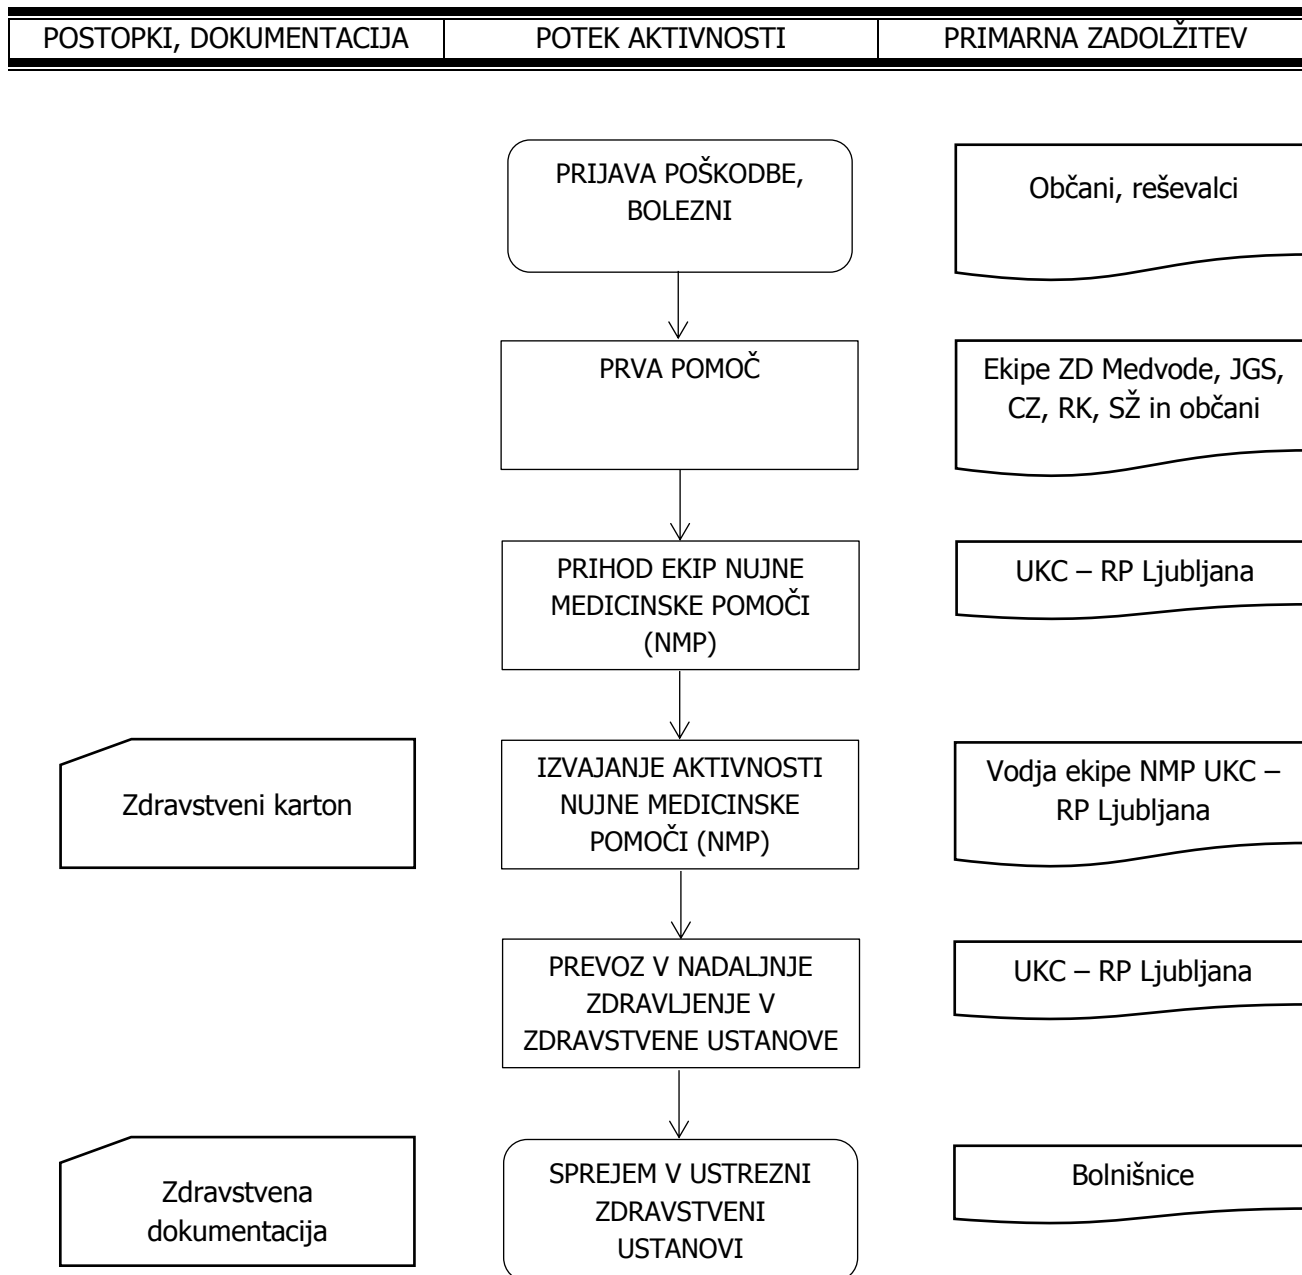 POSTOPKI, DOKUMENTACIJA
POTEK AKTIVNOSTI
PRIMARNA ZADOLŽITEV
PRIJAVA POŠKODBE,
BOLEZNI
Občani, reševalci
PRVA POMOČ
Ekipe ZD Medvode, JGS,
CZ, RK, SŽ in občani
PRIHOD EKIP NUJNE
MEDICINSKE POMOČI
(NMP)
UKC – RP Ljubljana
Zdravstveni karton
IZVAJANJE AKTIVNOSTI
NUJNE MEDICINSKE
POMOČI (NMP)
Vodja ekipe NMP UKC –
RP Ljubljana
PREVOZ V NADALJNJE
ZDRAVLJENJE V
ZDRAVSTVENE USTANOVE
UKC – RP Ljubljana
Zdravstvena
dokumentacija
SPREJEM V USTREZNI
ZDRAVSTVENI
USTANOVI
Bolnišnice